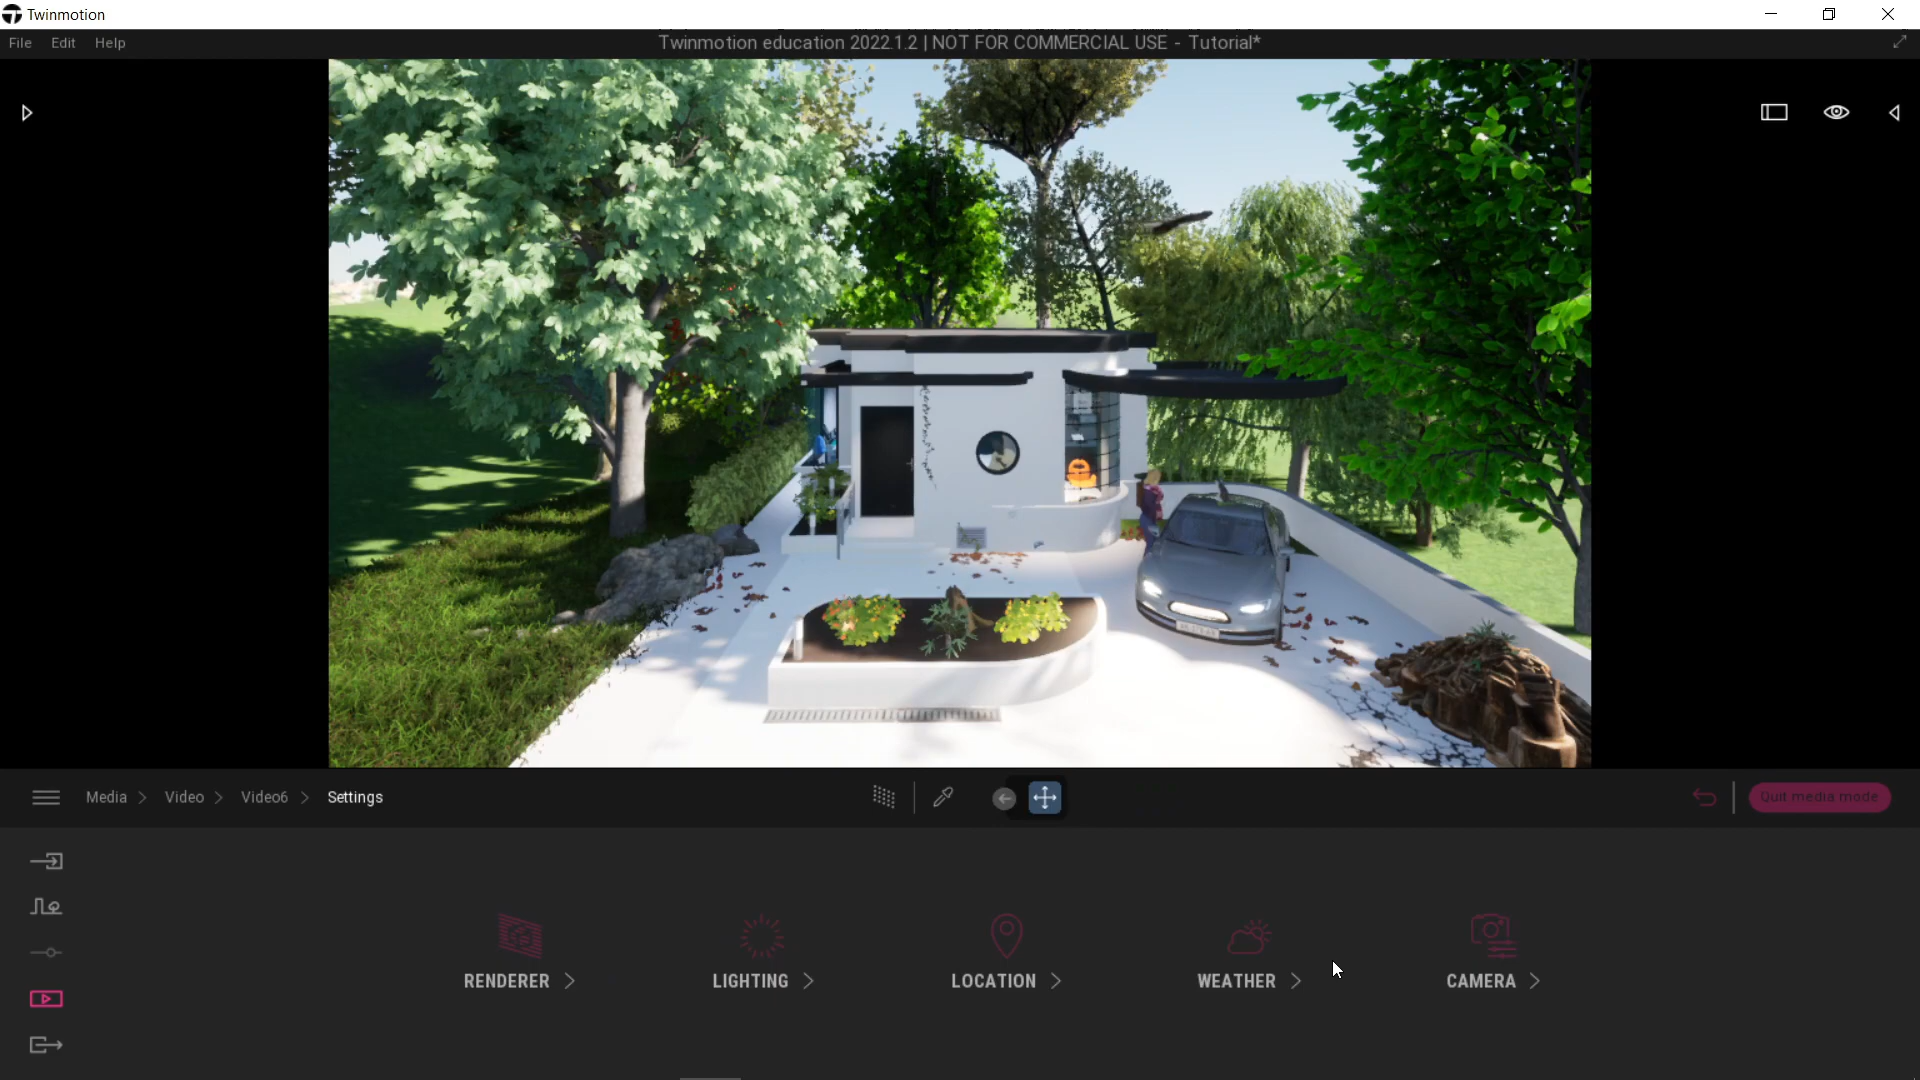 Twinmotion
File Edit Help
Twinmotion education 2022.1.2 | NOT FOR COMMERCIAL USE - Tutorial*
Media Video Video6 Settings
Quit media mode
RENDERER LIGHTING LOCATION WEATHER CAMERA